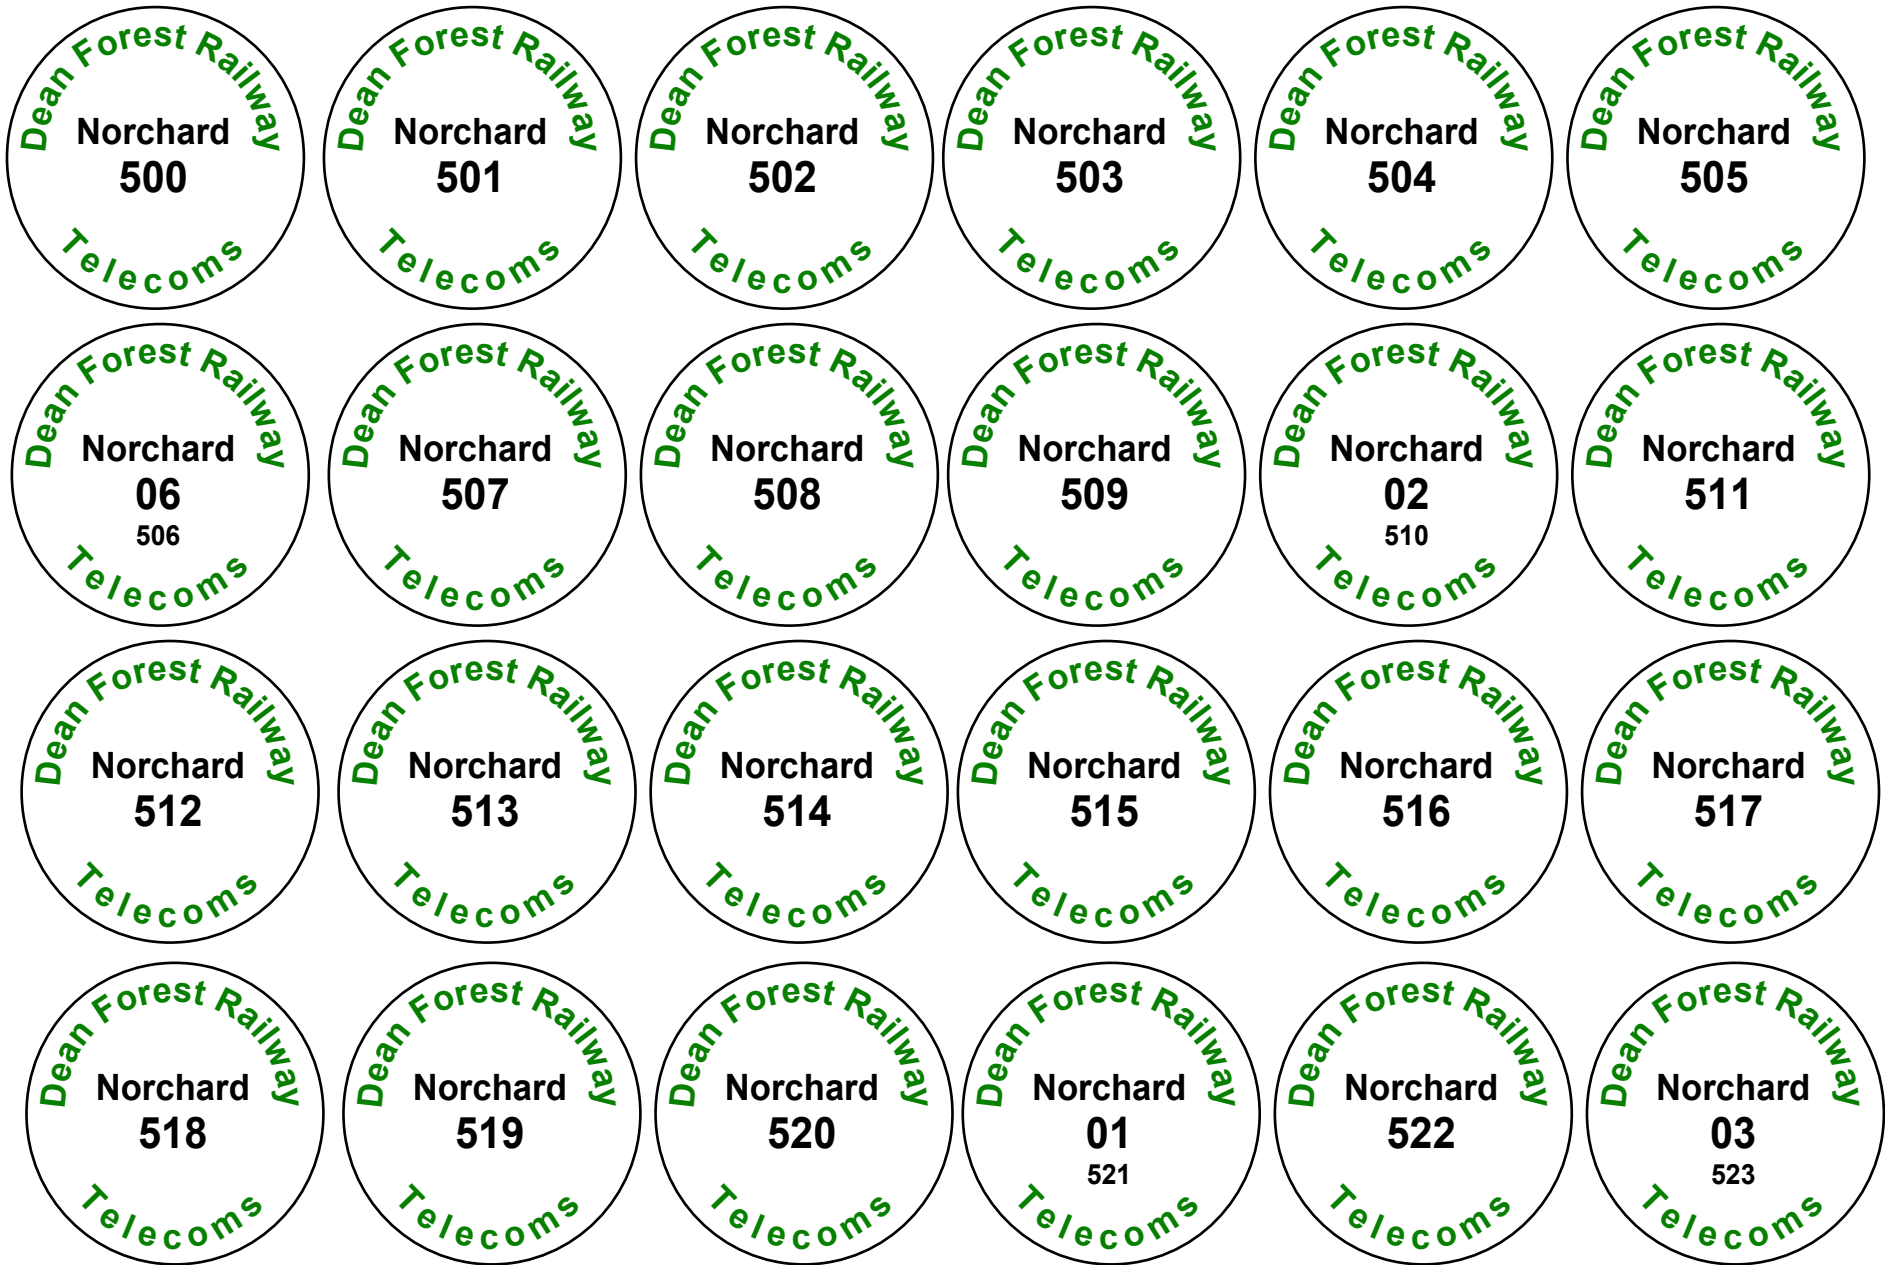 Dean Forest Railway
Norchard
500
Telecoms
Dean Forest Railway
Norchard
501
Telecoms
Dean Forest Railway
Norchard
502
Telecoms
Dean Forest Railway
Norchard
503
Telecoms
Dean Forest Railway
Norchard
504
Telecoms
Dean Forest Railway
Norchard
505
Telecoms
Dean Forest Railway
Norchard
06
506
Telecoms
Dean Forest Railway
Norchard
507
Telecoms
Dean Forest Railway
Norchard
508
Telecoms
Dean Forest Railway
Norchard
509
Telecoms
Dean Forest Railway
Norchard
02
510
Telecoms
Dean Forest Railway
Norchard
511
Telecoms
Dean Forest Railway
Norchard
512
Telecoms
Dean Forest Railway
Norchard
513
Telecoms
Dean Forest Railway
Norchard
514
Telecoms
Dean Forest Railway
Norchard
515
Telecoms
Dean Forest Railway
Norchard
516
Telecoms
Dean Forest Railway
Norchard
517
Telecoms
Dean Forest Railway
Norchard
518
Telecoms
Dean Forest Railway
Norchard
519
Telecoms
Dean Forest Railway
Norchard
520
Telecoms
Dean Forest Railway
Norchard
01
521
Telecoms
Dean Forest Railway
Norchard
522
Telecoms
Dean Forest Railway
Norchard
03
523
Telecoms